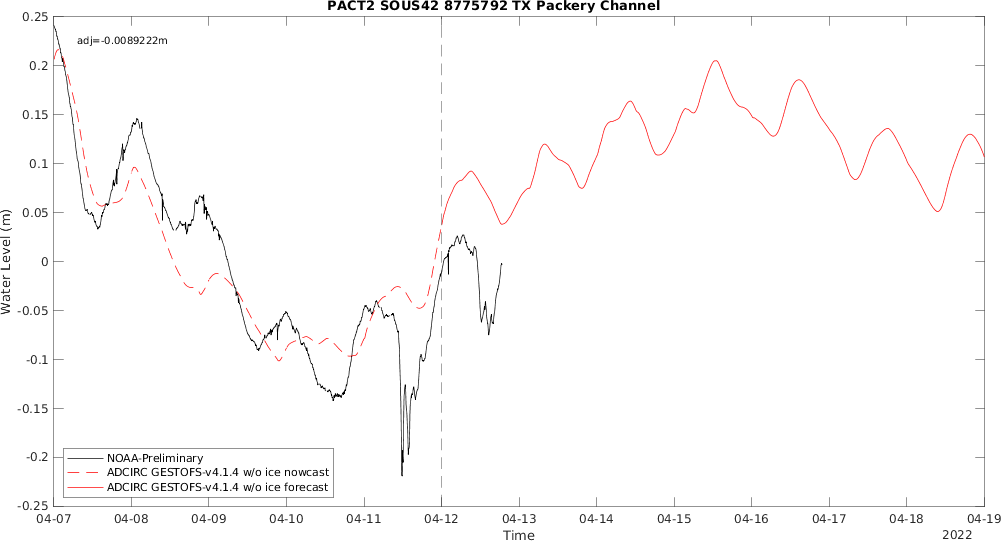 PACT2 SOUS42 8775792 TX Packery Channel
adj=-0.0089222m
0.25
0.2
0.15
0.1
0.05
0
-0.05
-0.1
-0.15
-0.2
-0.25
Water Level (m)
NOAA-Preliminary
ADCIRC GESTOFS-v4.1.4 w/o ice nowcast
ADCIRC GESTOFS-v4.1.4 w/o ice forecast
04-07 04-08 04-09 04-10 04-11 04-12 04-13 04-14 04-15 04-16 04-17 04-18 04-19
Time
2022